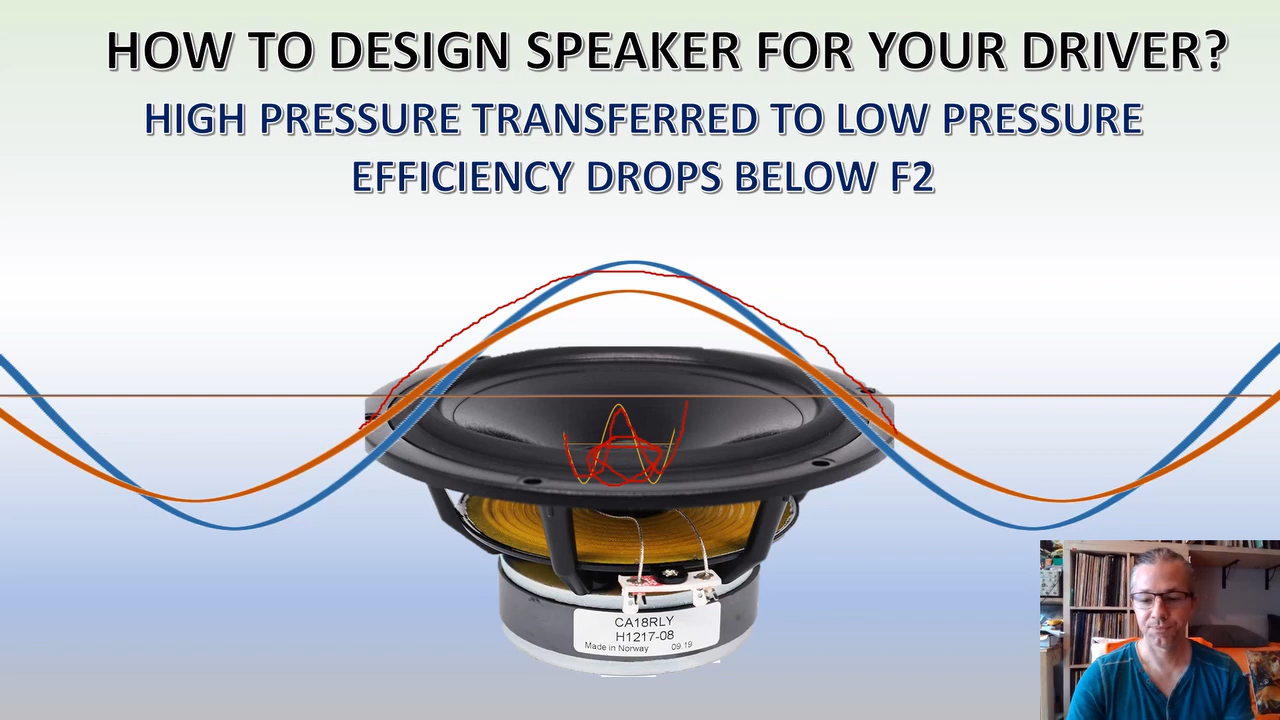 HOW TO DESIGN SPEAKER FOR YOUR DRIVER?
HIGH PRESSURE TRANSFERRED TO LOW PRESSURE
EFFICIENCY DROPS BELOW F2
CA18RLY
H1217-08
Made in Norway 09.19